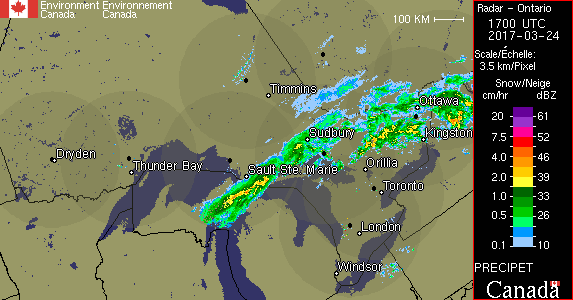 Environment Environnement
Canada Canada
100 KM
Timmins
Ottawa
Sudbury
Kingston
Dryden
Thunder Bay
Sault Ste. Marie
Orillia
Toronto
London
Windsor
Radar - Ontario
1700 UTC
2017-03-24
Scale/Échelle:
3.5 km/Pixel
Snow/Neige
cm/hr dBZ
20 61
7.5 52
4.0 46
2.0 39
1.0 33
0.5 26
0.1 10
PRECIPET
Canada